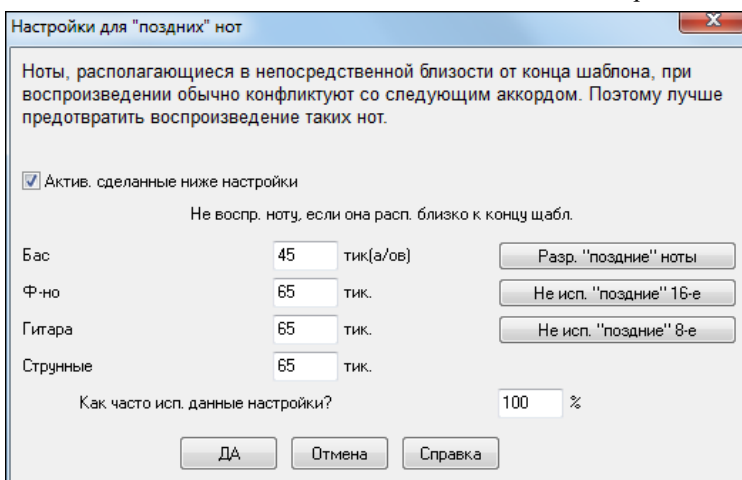 Настройки для "поздних" нот
Ноты, располагающиеся в непосредственной близости от конца шаблона, при
воспроизведении обычно конфликтуют со следующим аккордом. Поэтому лучше
предотвратить воспроизведение таких нот.
Актив. сделанные ниже настройки
Не воспр. ноту, если она расп. близко к концу щабл.
Бас 45 тик(а/ов) Разр. "поздние" ноты
Ф-но 65 тик. Не исп. "поздние" 16-е
Гитара 65 тик. Не исп. "поздние" 8-е
Струнные 65 тик.
Как часто исп. данные настройки? 100 %
ДА Отмена Справка